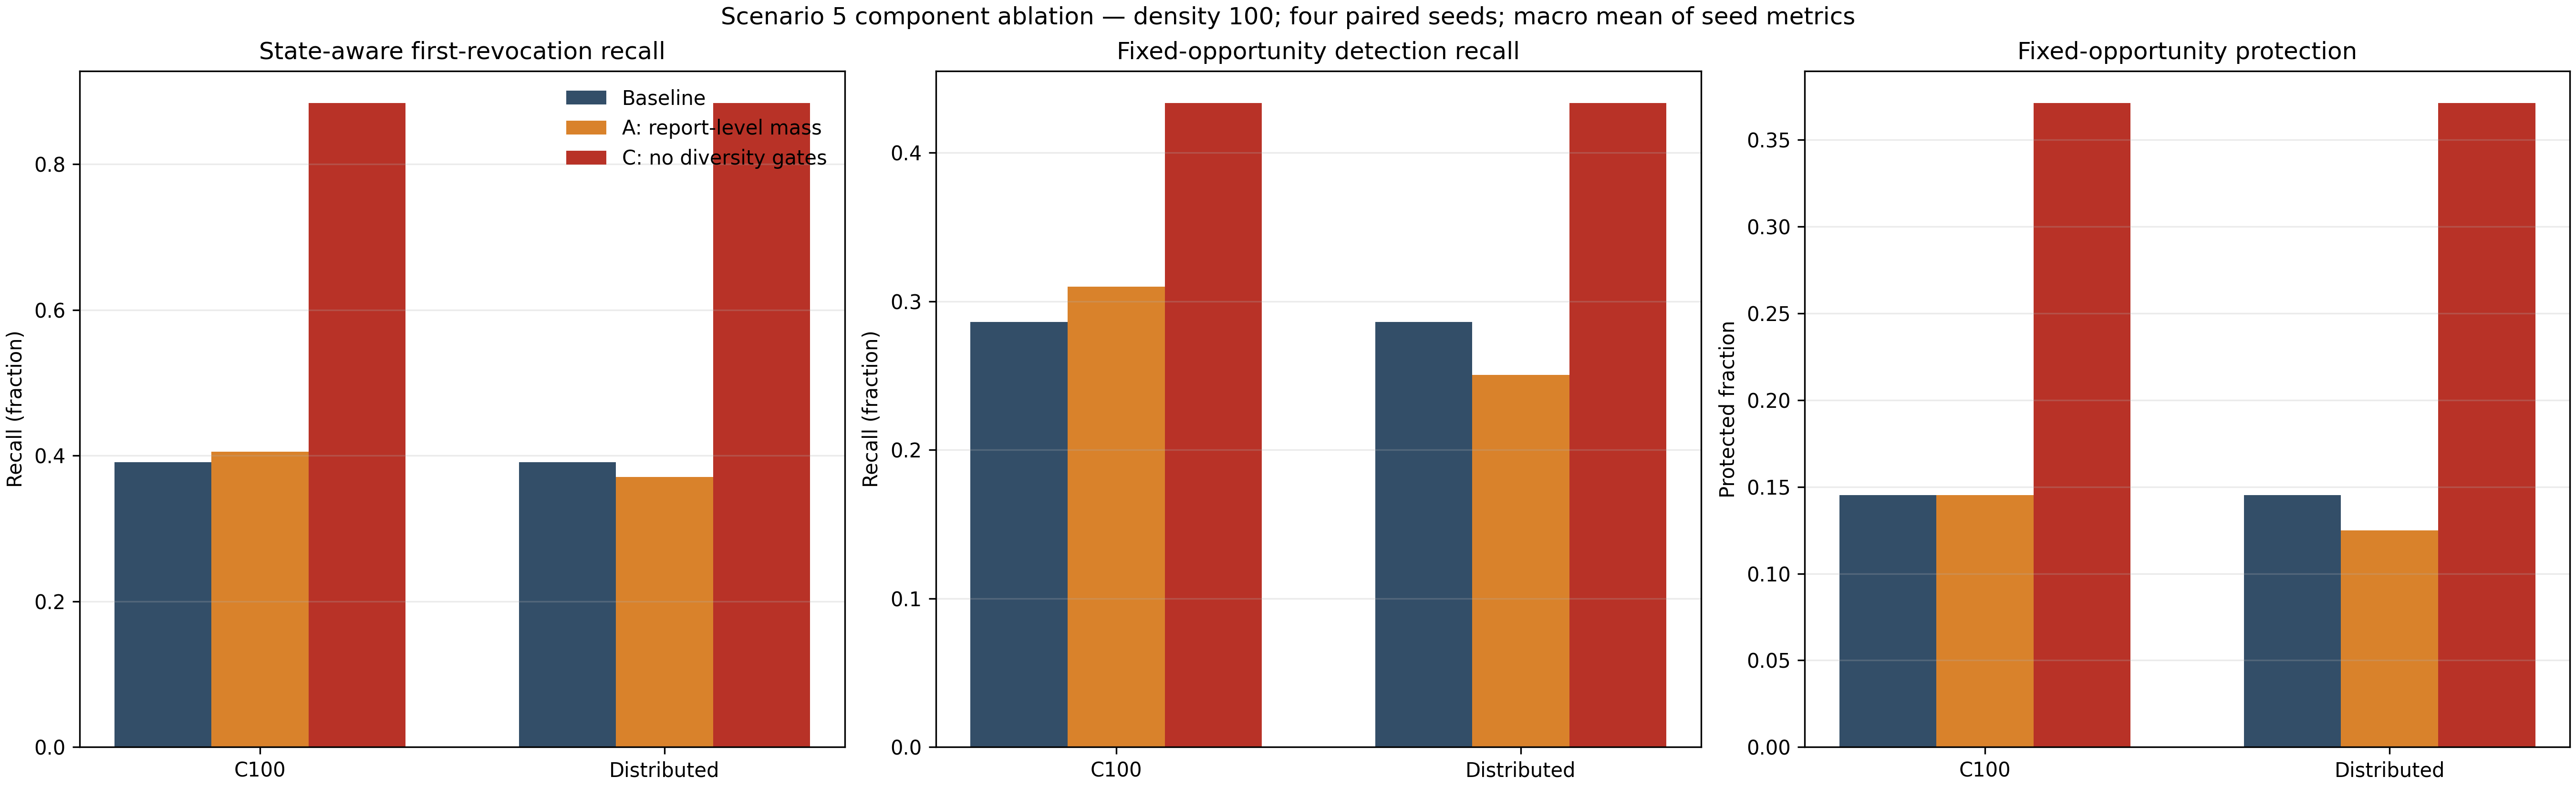 Scenario 5 component ablation — density 100; four paired seeds; macro mean of seed metrics
State-aware first-revocation recall
Recall (fraction)
0.8
0.6
0.4
0.2
0.0
Baseline
A: report-level mass
C: no diversity gates
C100
Distributed
Fixed-opportunity detection recall
Recall (fraction)
0.4
0.3
0.2
0.1
0.0
C100
Distributed
Fixed-opportunity protection
Protected fraction
0.35
0.30
0.25
0.20
0.15
0.10
0.05
0.00
C100
Distributed